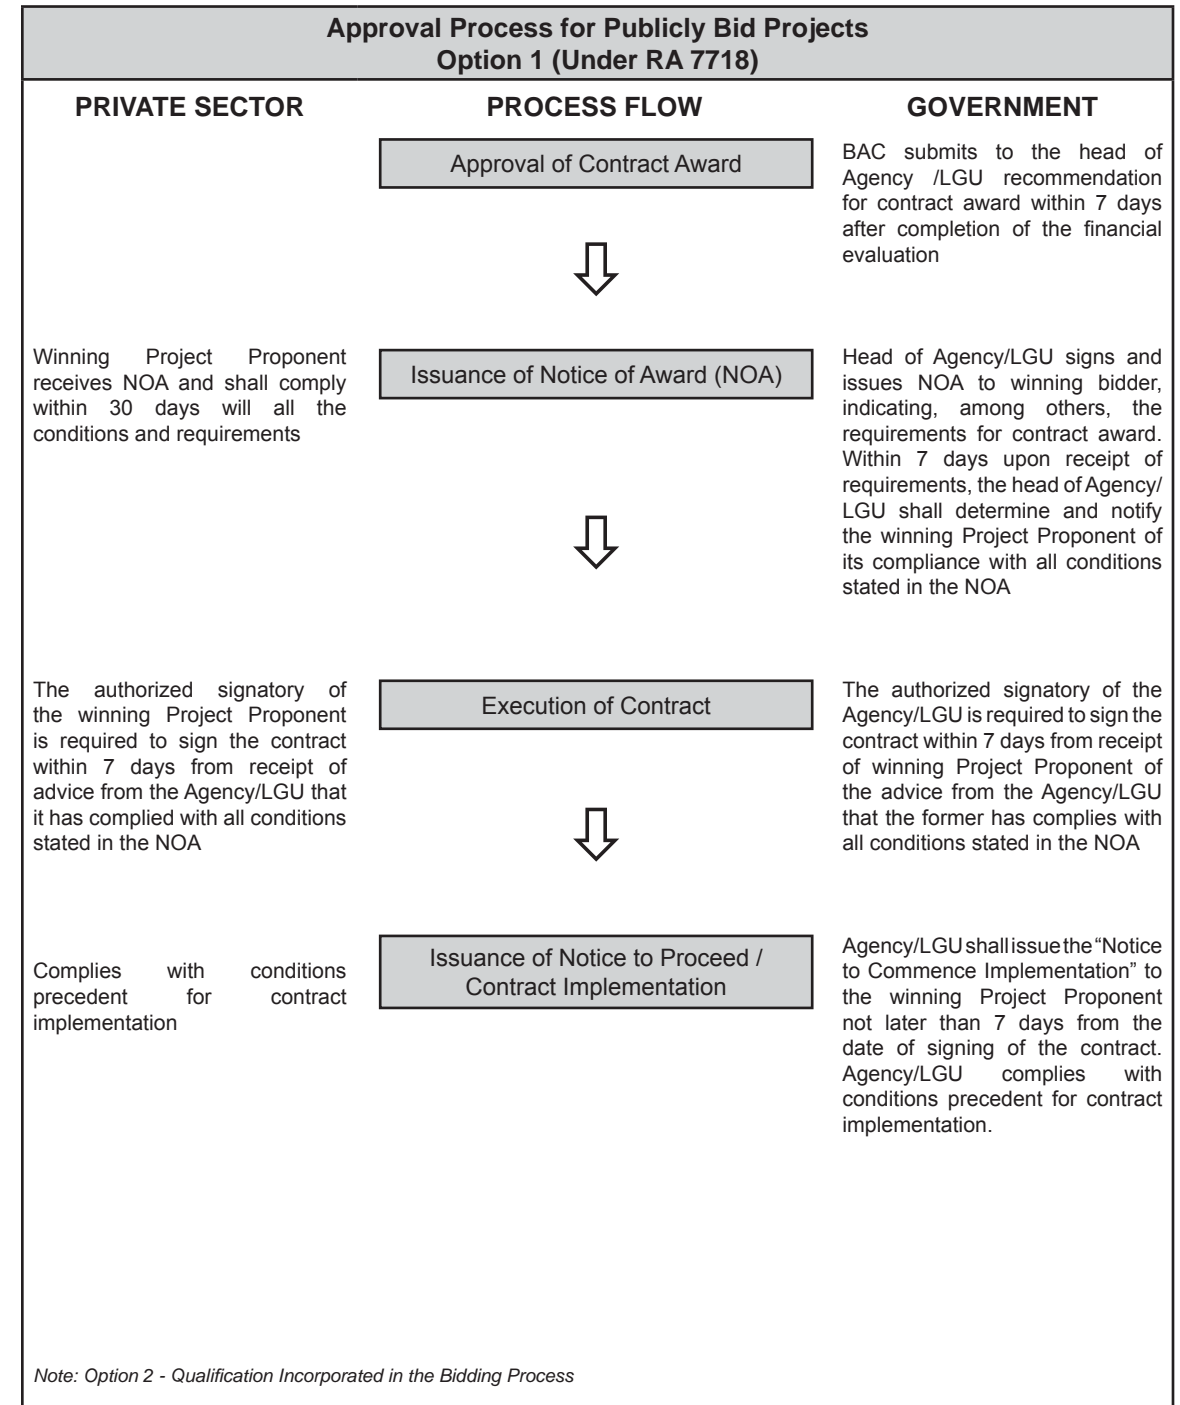 Approval Process for Publicly Bid Projects
Option 1 (Under RA 7718)
PRIVATE SECTOR
PROCESS FLOW
GOVERNMENT
Approval of Contract Award
BAC submits to the head of
Agency /LGU recommendation
for contract award within 7 days
after completion of the financial
evaluation
Winning Project Proponent
receives NOA and shall comply
within 30 days will all the
conditions and requirements
Issuance of Notice of Award (NOA)
Head of Agency/LGU signs and
issues NOA to winning bidder,
indicating, among others, the
requirements for contract award.
Within 7 days upon receipt of
requirements, the head of Agency/
LGU shall determine and notify
the winning Project Proponent of
its compliance with all conditions
stated in the NOA
The authorized signatory of
the winning Project Proponent
is required to sign the contract
within 7 days from receipt of
advice from the Agency/LGU that
it has complied with all conditions
stated in the NOA
Execution of Contract
The authorized signatory of the
Agency/LGU is required to sign the
contract within 7 days from receipt
of winning Project Proponent of
the advice from the Agency/LGU
that the former has complies with
all conditions stated in the NOA
Complies with conditions
precedent for contract
implementation
Issuance of Notice to Proceed /
Contract Implementation
Agency/LGU shall issue the “Notice
to Commence Implementation” to
the winning Project Proponent
not later than 7 days from the
date of signing of the contract.
Agency/LGU complies with
conditions precedent for contract
implementation.
Note: Option 2 - Qualification Incorporated in the Bidding Process